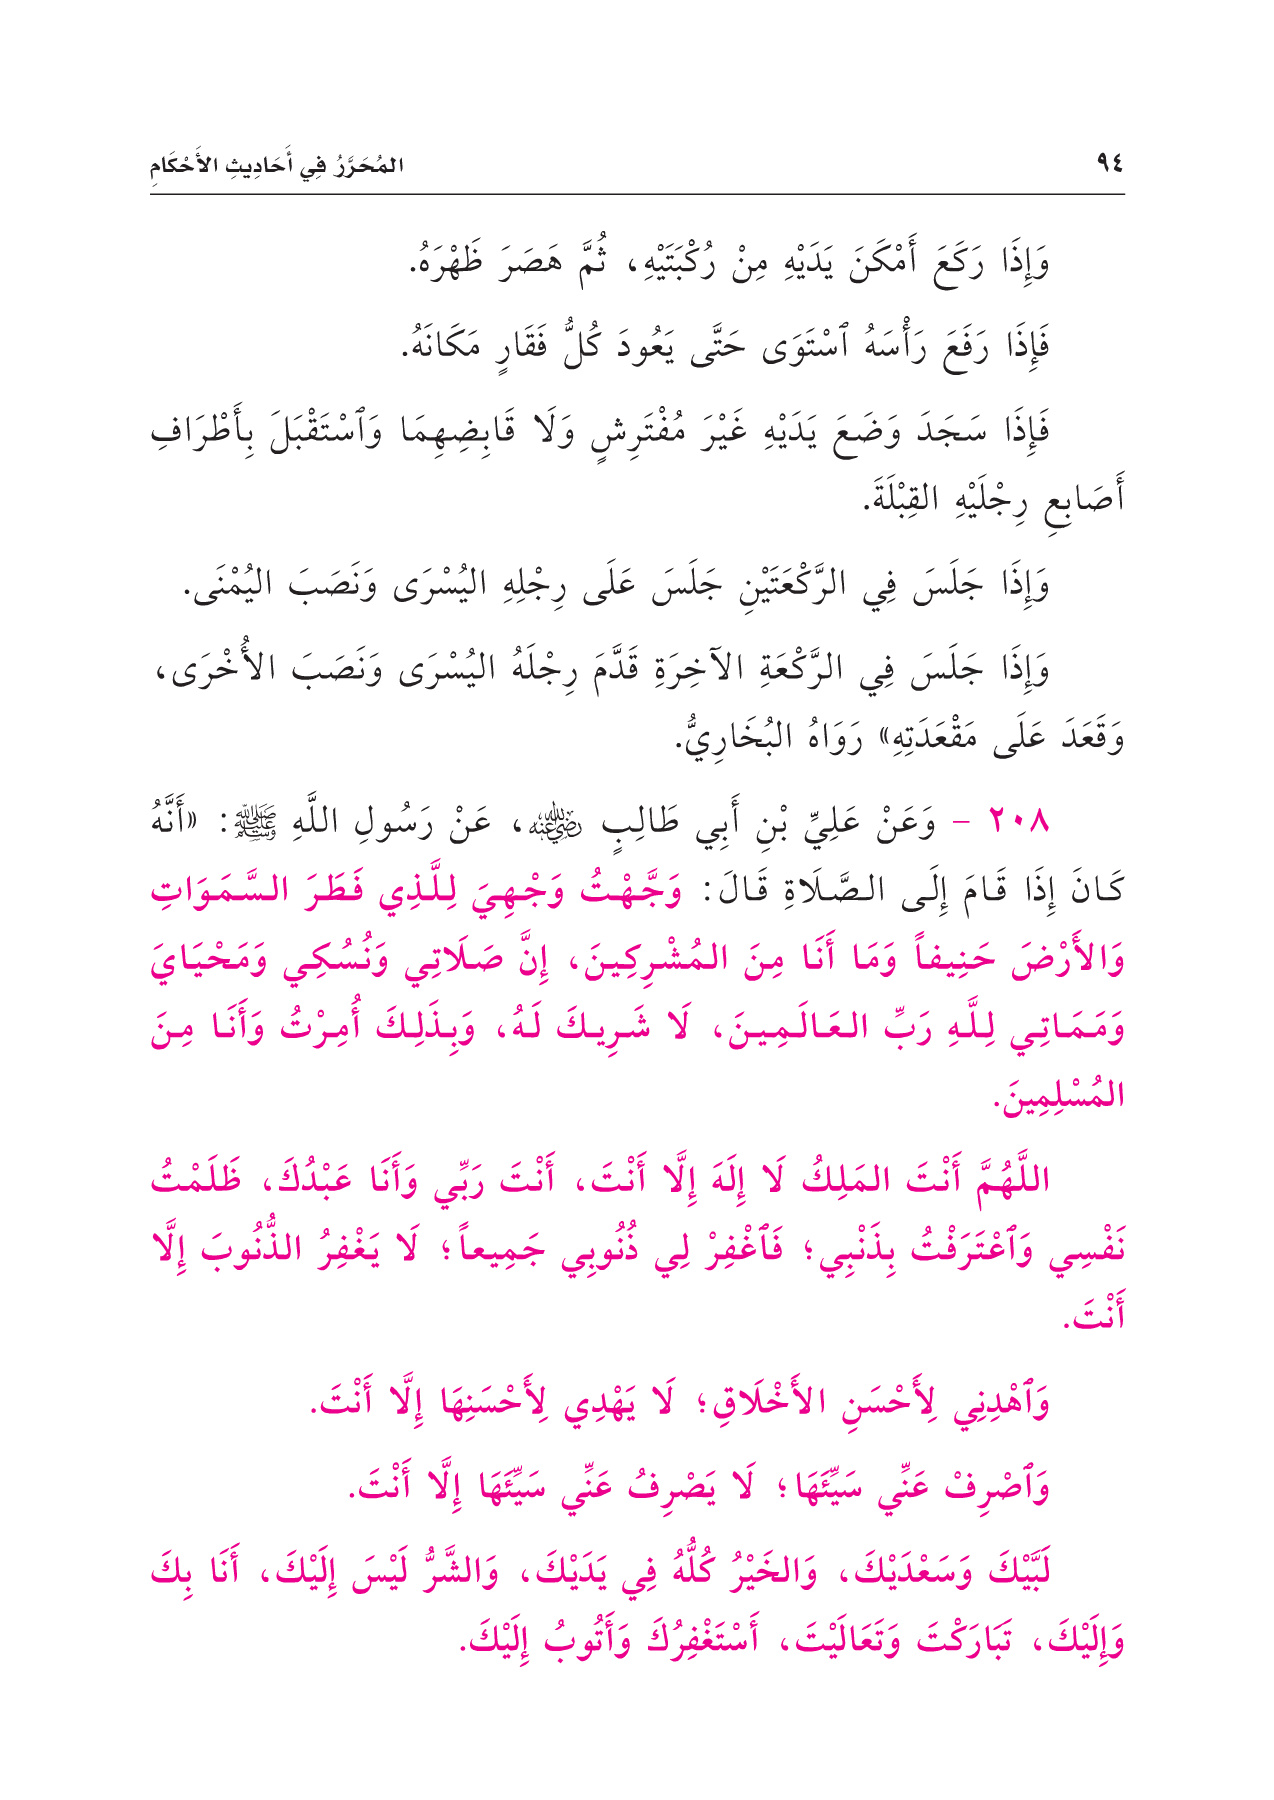 ٩٤
المُحَرَّرُ فِي أَحَادِيثِ الأَحْكَامِ
وَإِذَا رَكَعَ أَمْكَنَ يَدَيْهِ مِنْ رُكْبَتَيْهِ، ثُمَّ هَصَرَ ظَهْرَهُ.
فَإِذَا رَفَعَ رَأْسَهُ ٱسْتَوَى حَتَّى يَعُودَ كُلُّ فَقَارٍ مَكَانَهُ.
فَإِذَا سَجَدَ وَضَعَ يَدَيْهِ غَيْرَ مُفْتَرِشٍ وَلَا قَابِضِهِمَا وَٱسْتَقْبَلَ بِأَطْرَافِ
أَصَابِعِ رِجْلَيْهِ القِبْلَةَ.
وَإِذَا جَلَسَ فِي الرَّكْعَتَيْنِ جَلَسَ عَلَى رِجْلِهِ اليُسْرَى وَنَصَبَ اليُمْنَى.
وَإِذَا جَلَسَ فِي الرَّكْعَةِ الآخِرَةِ قَدَّمَ رِجْلَهُ اليُسْرَى وَنَصَبَ الأُخْرَى،
وَقَعَدَ عَلَى مَقْعَدَتِهِ» رَوَاهُ البُخَارِيُّ.
٢٠٨ - وَعَنْ عَلِيِّ بْنِ أَبِي طَالِبٍ رضي الله عنه، عَنْ رَسُولِ اللَّهِ ﷺ: «أَنَّهُ
كَانَ إِذَا قَامَ إِلَى الصَّلَاةِ قَالَ: وَجَّهْتُ وَجْهِيَ لِلَّذِي فَطَرَ السَّمَوَاتِ
وَالأَرْضَ حَنِيفاً وَمَا أَنَا مِنَ المُشْرِكِينَ، إِنَّ صَلَاتِي وَنُسُكِي وَمَحْيَايَ
وَمَمَاتِي لِلَّهِ رَبِّ العَالَمِينَ، لَا شَرِيكَ لَهُ، وَبِذَلِكَ أُمِرْتُ وَأَنَا مِنَ
المُسْلِمِينَ.
اللَّهُمَّ أَنْتَ المَلِكُ لَا إِلَهَ إِلَّا أَنْتَ، أَنْتَ رَبِّي وَأَنَا عَبْدُكَ، ظَلَمْتُ
نَفْسِي وَٱعْتَرَفْتُ بِذَنْبِي؛ فَٱغْفِرْ لِي ذُنُوبِي جَمِيعاً؛ لَا يَغْفِرُ الذُّنُوبَ إِلَّا
أَنْتَ.
وَٱهْدِنِي لِأَحْسَنِ الأَخْلَاقِ؛ لَا يَهْدِي لِأَحْسَنِهَا إِلَّا أَنْتَ.
وَٱصْرِفْ عَنِّي سَيِّئَهَا؛ لَا يَصْرِفُ عَنِّي سَيِّئَهَا إِلَّا أَنْتَ.
لَبَّيْكَ وَسَعْدَيْكَ، وَالخَيْرُ كُلُّهُ فِي يَدَيْكَ، وَالشَّرُّ لَيْسَ إِلَيْكَ، أَنَا بِكَ
وَإِلَيْكَ، تَبَارَكْتَ وَتَعَالَيْتَ، أَسْتَغْفِرُكَ وَأَتُوبُ إِلَيْكَ.